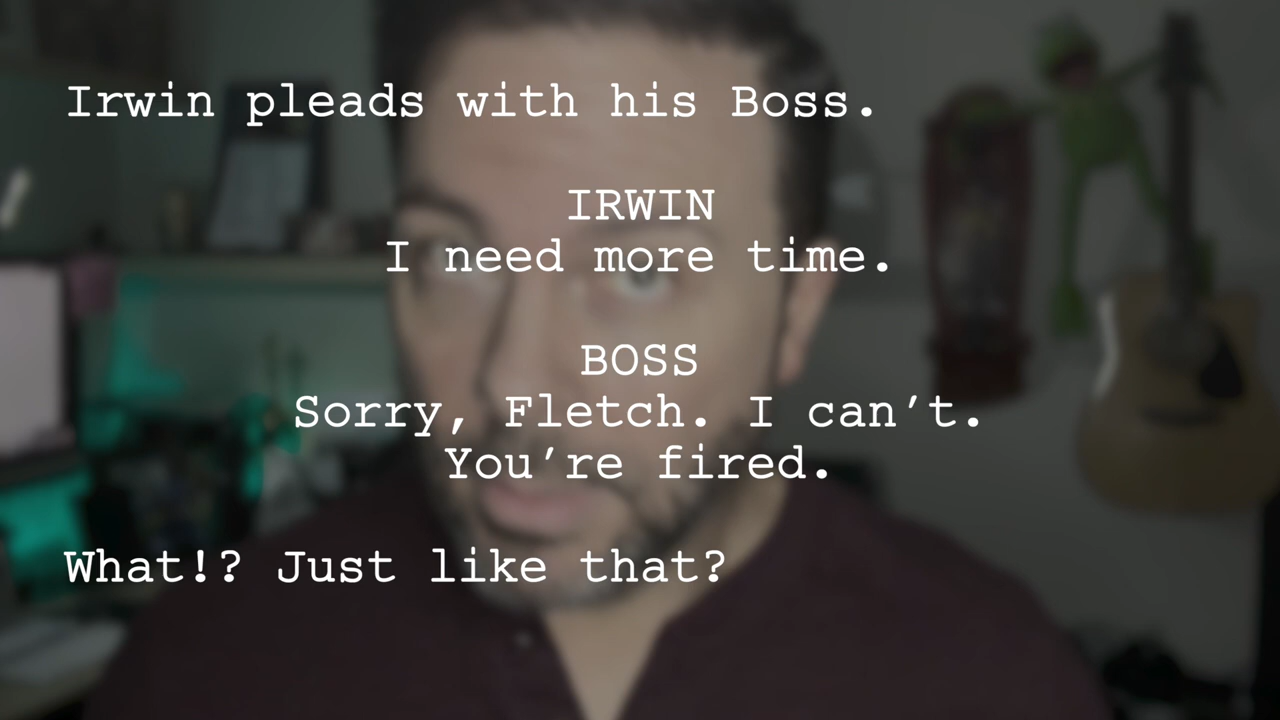 Irwin pleads with his Boss.
IRWIN
I need more time.
BOSS
Sorry, Fletch. I can’t.
You’re fired.
What!? Just like that?